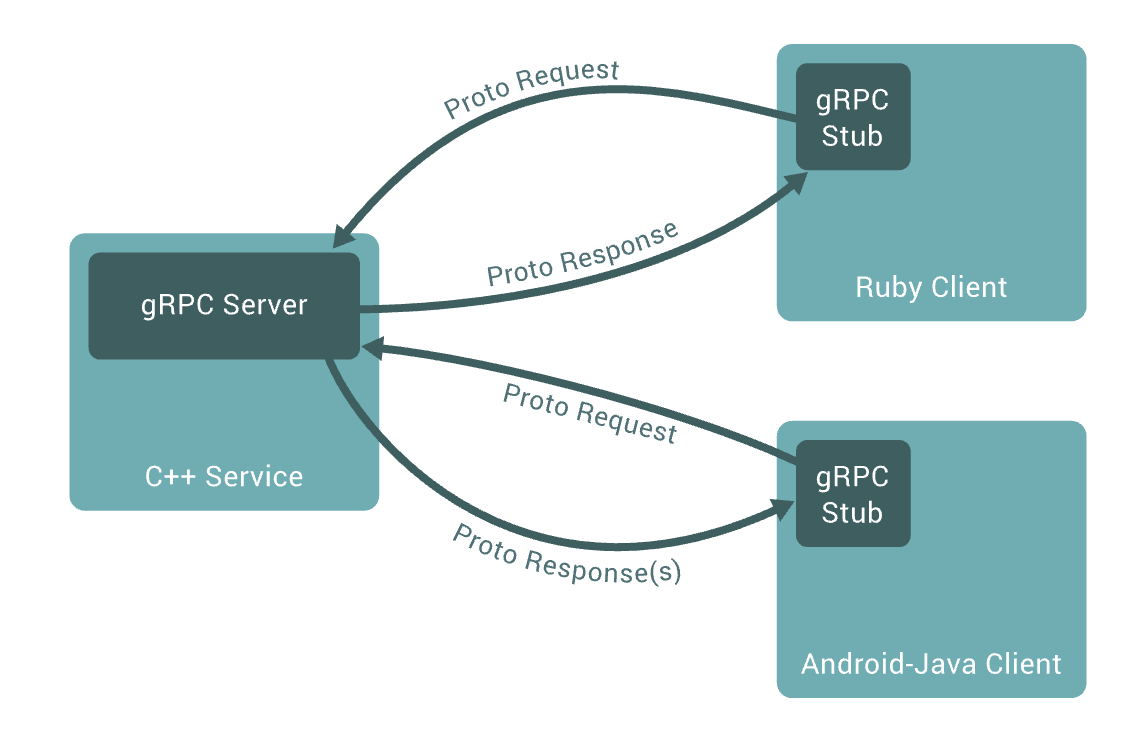 Proto Request
gRPC
Stub
Proto Response
Ruby Client
gRPC Server
C++ Service
Proto Request
gRPC
Stub
Proto Response(s)
Android-Java Client